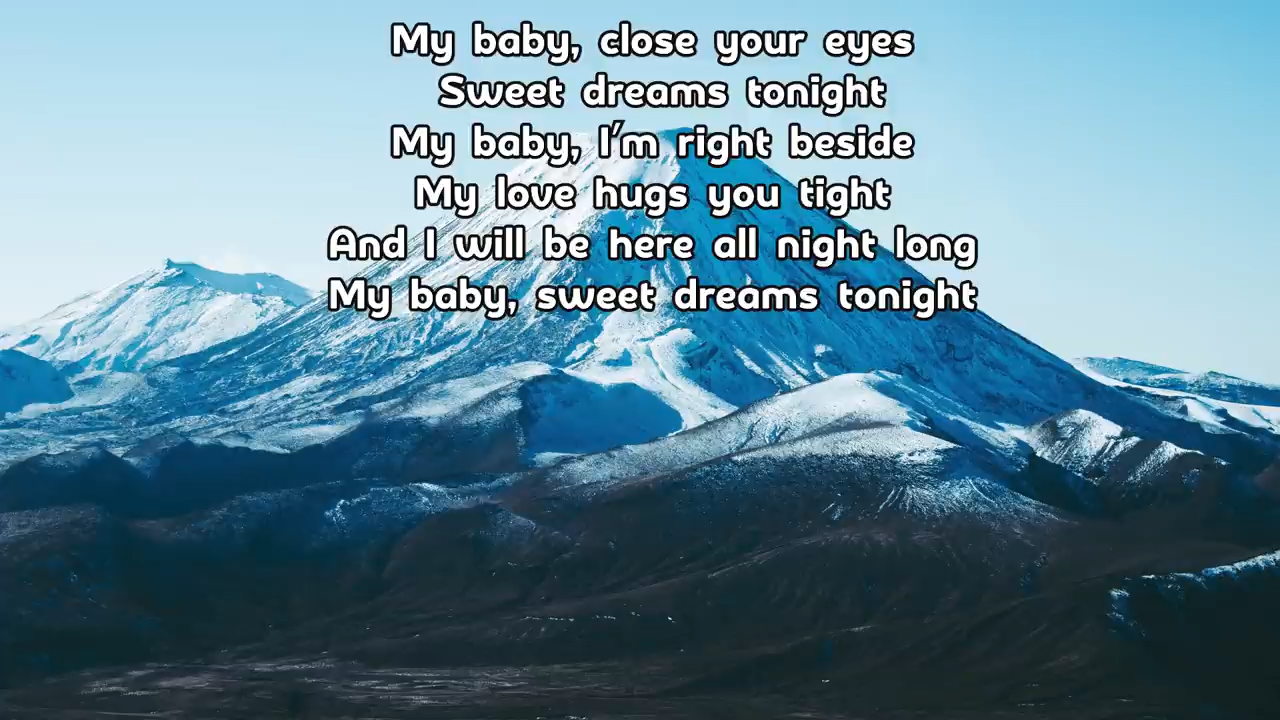 My baby, close your eyes
Sweet dreams tonight
My baby, I'm right beside
My love hugs you tight
And I will be here all night long
My baby, sweet dreams tonight